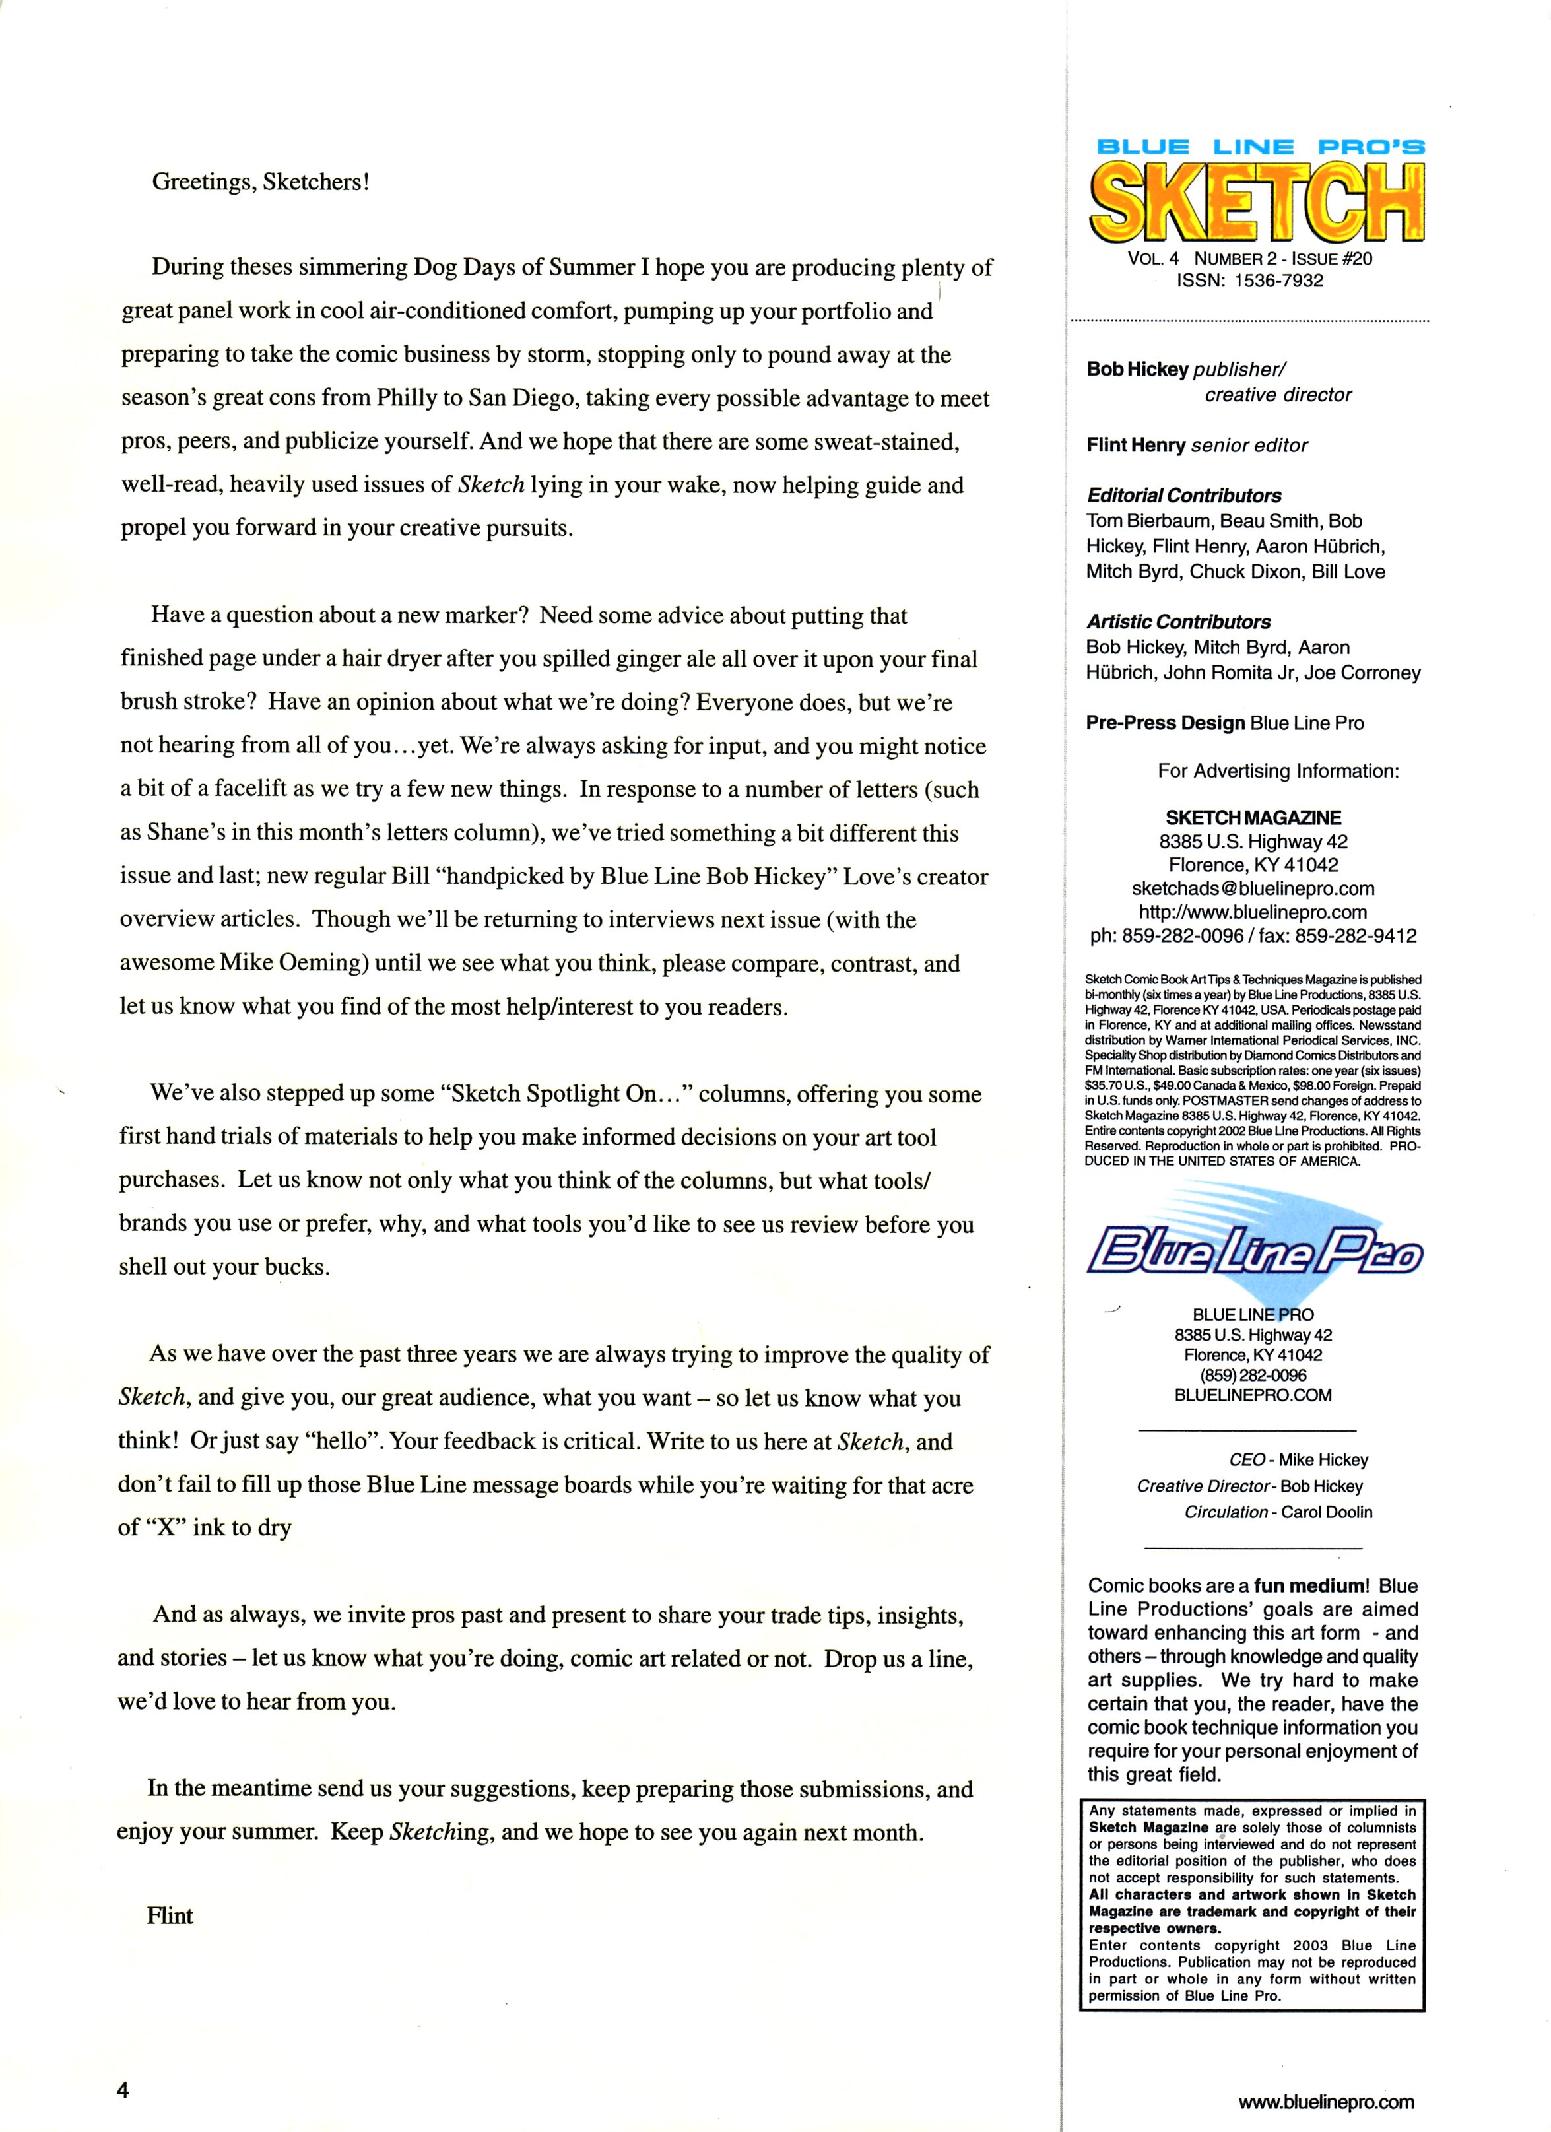 Greetings, Sketchers!
During theses simmering Dog Days of Summer I hope you are producing plenty of
great panel work in cool air-conditioned comfort, pumping up your portfolio and
preparing to take the comic business by storm, stopping only to pound away at the
season's great cons from Philly to San Diego, taking every possible advantage to meet
pros, peers, and publicize yourself. And we hope that there are some sweat-stained,
well-read, heavily used issues of Sketch lying in your wake, now helping guide and
propel you forward in your creative pursuits.
Have a question about a new marker? Need some advice about putting that
finished page under a hair dryer after you spilled ginger ale all over it upon your final
brush stroke? Have an opinion about what we're doing? Everyone does, but we're
not hearing from all of you…yet. We're always asking for input, and you might notice
a bit of a facelift as we try a few new things. In response to a number of letters (such
as Shane's in this month's letters column), we've tried something a bit different this
issue and last; new regular Bill “handpicked by Blue Line Bob Hickey” Love's creator
overview articles. Though we'll be returning to interviews next issue (with the
awesome Mike Oeming) until we see what you think, please compare, contrast, and
let us know what you find of the most help/interest to you readers.
We've also stepped up some “Sketch Spotlight On…” columns, offering you some
first hand trials of materials to help you make informed decisions on your art tool
purchases. Let us know not only what you think of the columns, but what tools/
brands you use or prefer, why, and what tools you'd like to see us review before you
shell out your bucks.
As we have over the past three years we are always trying to improve the quality of
Sketch, and give you, our great audience, what you want – so let us know what you
think! Or just say “hello”. Your feedback is critical. Write to us here at Sketch, and
don't fail to fill up those Blue Line message boards while you're waiting for that acre
of “X” ink to dry
And as always, we invite pros past and present to share your trade tips, insights,
and stories – let us know what you're doing, comic art related or not. Drop us a line,
we'd love to hear from you.
In the meantime send us your suggestions, keep preparing those submissions, and
enjoy your summer. Keep Sketching, and we hope to see you again next month.
Flint
4
BLUE LINE PRO'S
SKETCH
VOL. 4 NUMBER 2 - ISSUE #20
ISSN: 1536-7932
Bob Hickey publisher/
creative director
Flint Henry senior editor
Editorial Contributors
Tom Bierbaum, Beau Smith, Bob
Hickey, Flint Henry, Aaron Hübrich,
Mitch Byrd, Chuck Dixon, Bill Love
Artistic Contributors
Bob Hickey, Mitch Byrd, Aaron
Hübrich, John Romita Jr, Joe Corroney
Pre-Press Design Blue Line Pro
For Advertising Information:
SKETCH MAGAZINE
8385 U.S. Highway 42
Florence, KY 41042
sketchads@bluelinepro.com
http://www.bluelinepro.com
ph: 859-282-0096 / fax: 859-282-9412
Sketch Comic Book Art Tips & Techniques Magazine is published
bi-monthly (six times a year) by Blue Line Productions, 8385 U.S.
Highway 42, Florence KY 41042, USA. Periodicals postage paid
in Florence, KY and at additional mailing offices. Newsstand
distribution by Warner International Periodical Services, INC.
Speciality Shop distribution by Diamond Comics Distributors and
FM International. Basic subscription rates: one year (six issues)
$35.70 U.S., $49.00 Canada & Mexico, $98.00 Foreign. Prepaid
in U.S. funds only. POSTMASTER send changes of address to
Sketch Magazine 8385 U.S. Highway 42, Florence, KY 41042.
Entire contents copyright 2002 Blue Line Productions. All Rights
Reserved. Reproduction in whole or part is prohibited. PRO-
DUCED IN THE UNITED STATES OF AMERICA.
Blue Line Pro
BLUE LINE PRO
8385 U.S. Highway 42
Florence, KY 41042
(859) 282-0096
BLUELINEPRO.COM
CEO - Mike Hickey
Creative Director- Bob Hickey
Circulation - Carol Doolin
Comic books are a fun medium! Blue
Line Productions' goals are aimed
toward enhancing this art form - and
others – through knowledge and quality
art supplies. We try hard to make
certain that you, the reader, have the
comic book technique information you
require for your personal enjoyment of
this great field.
Any statements made, expressed or implied in
Sketch Magazine are solely those of columnists
or persons being interviewed and do not represent
the editorial position of the publisher, who does
not accept responsibility for such statements.
All characters and artwork shown in Sketch
Magazine are trademark and copyright of their
respective owners.
Enter contents copyright 2003 Blue Line
Productions. Publication may not be reproduced
in part or whole in any form without written
permission of Blue Line Pro.
www.bluelinepro.com